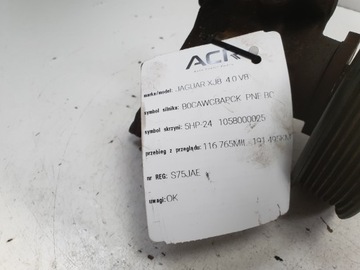 ACR
marka/model: JAGUAR XJ8 4.0 V8
symbol silnika: B0CAWCBAPCK PNF BC
symbol skrzyni: 5HP-24 1058000025
przebieg z przeglądu: 116 765MIL
nr REG: S75JAE
uwagi: OK